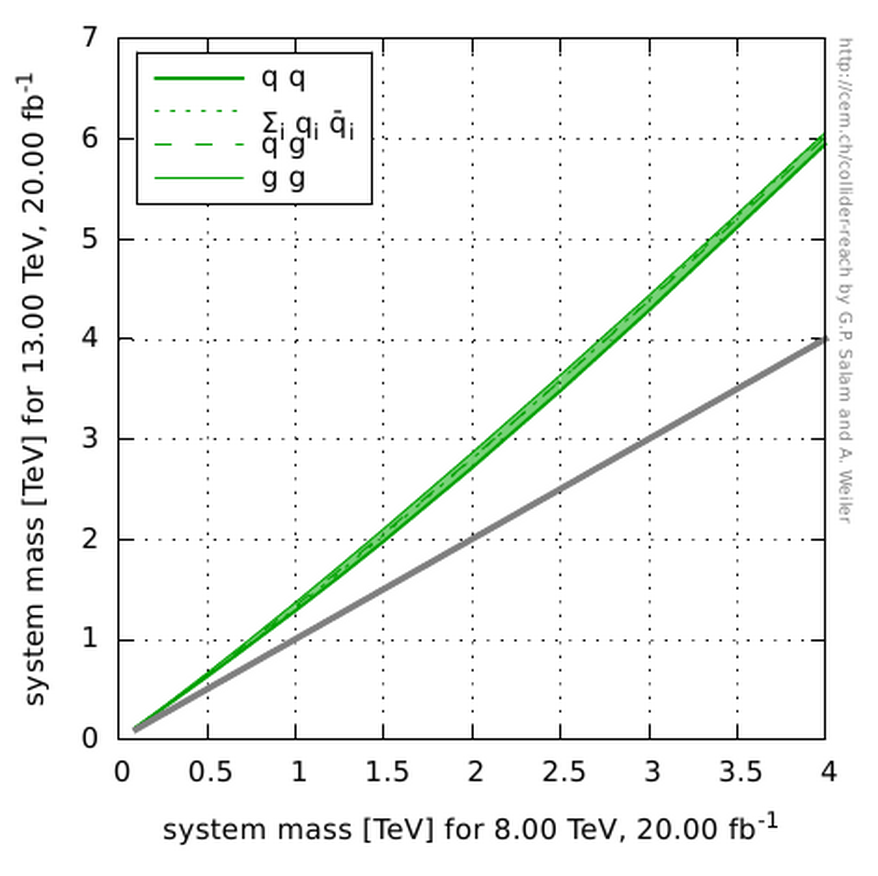 7
6
5
4
3
2
1
0
system mass [TeV] for 13.00 TeV, 20.00 fb-1
q q
Σi qi q̄i
q g
g g
0 0.5 1 1.5 2 2.5 3 3.5 4
system mass [TeV] for 8.00 TeV, 20.00 fb-1
http://cern.ch/collider-reach by G.P. Salam and A. Weiler